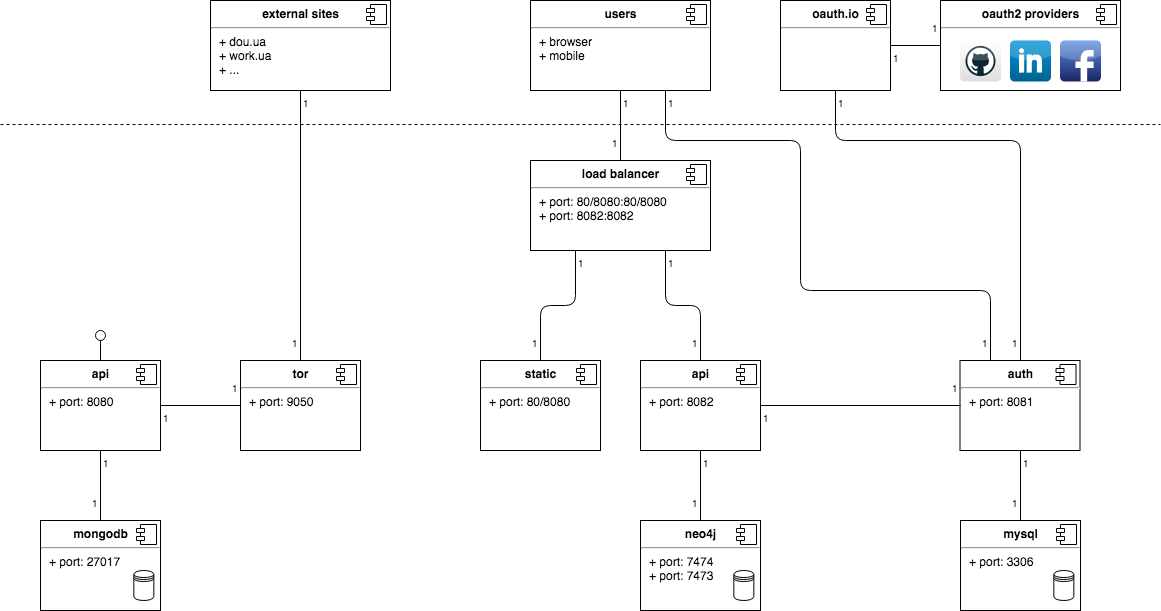 external sites
+ dou.ua
+ work.ua
+ ...
users
+ browser
+ mobile
oauth.io
oauth2 providers
in
f
1
1
1
1
1
1
1
load balancer
+ port: 80/8080:80/8080
+ port: 8082:8082
1
1
1
1
1
1
1
api
+ port: 8080
1
1
tor
+ port: 9050
static
+ port: 80/8080
api
+ port: 8082
1
1
auth
+ port: 8081
1
1
1
1
1
1
mongodb
+ port: 27017
neo4j
+ port: 7474
+ port: 7473
mysql
+ port: 3306